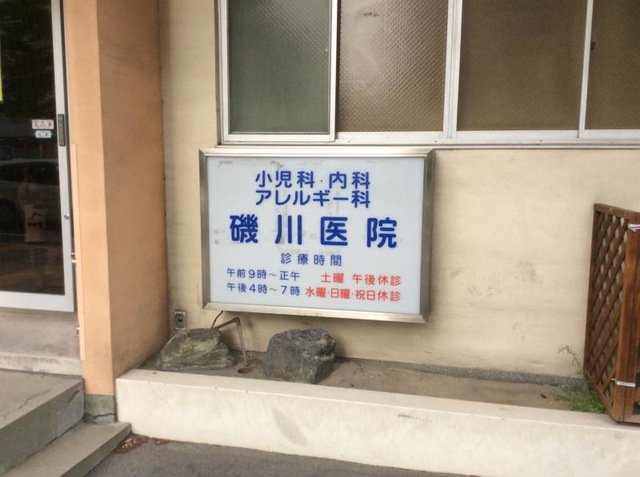 小児科・内科
アレルギー科
磯川医院
診療時間
午前9時〜正午 土曜 午後休診
午後4時〜7時 水曜・日曜・祝日休診